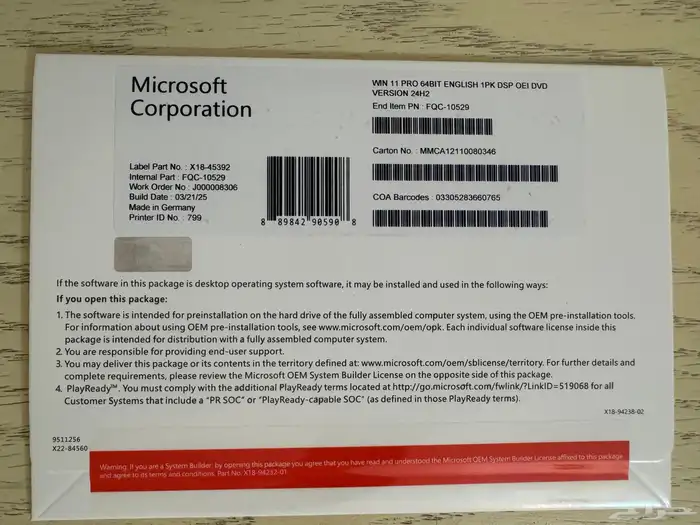 Microsoft
Corporation
WIN 11 PRO 64BIT ENGLISH 1PK DSP OEI DVD
VERSION 24H2
End Item PN : FQC-10529
Carton No. : MMCA12110080346
COA Barcodes : 03305283660765
Label Part No. : X18-45392
Internal Part : FQC-10529
Work Order No : J000008306
Build Date : 03/21/25
Made in Germany
Printer ID No. : 799
8 89842 90590 8
If the software in this package is desktop operating system software, it may be installed and used in the following ways:
If you open this package:
1. The software is intended for preinstallation on the hard drive of the fully assembled computer system, using the OEM pre-installation tools.
For information about using OEM pre-installation tools, see www.microsoft.com/oem/opk. Each individual software license inside this
package is intended for distribution with a fully assembled computer system.
2. You are responsible for providing end-user support.
3. You may deliver this package or its contents in the territory defined at: www.microsoft.com/oem/sblicense/territory. For further details and
complete requirements, please review the Microsoft OEM System Builder License on the opposite side of this package.
4. PlayReady™. You must comply with the additional PlayReady terms located at http://go.microsoft.com/fwlink/?LinkID=519068 for all
Customer Systems that include a "PR SOC" or "PlayReady-capable SOC" (as defined in those PlayReady terms).
X18-94238-02
9511256
X22-84560
Warning: If you are a System Builder: by opening this package you agree that you have read and understood the Microsoft OEM System Builder License affixed to this package
and agree to its terms and conditions. Part No. X18-94232-01
حراج